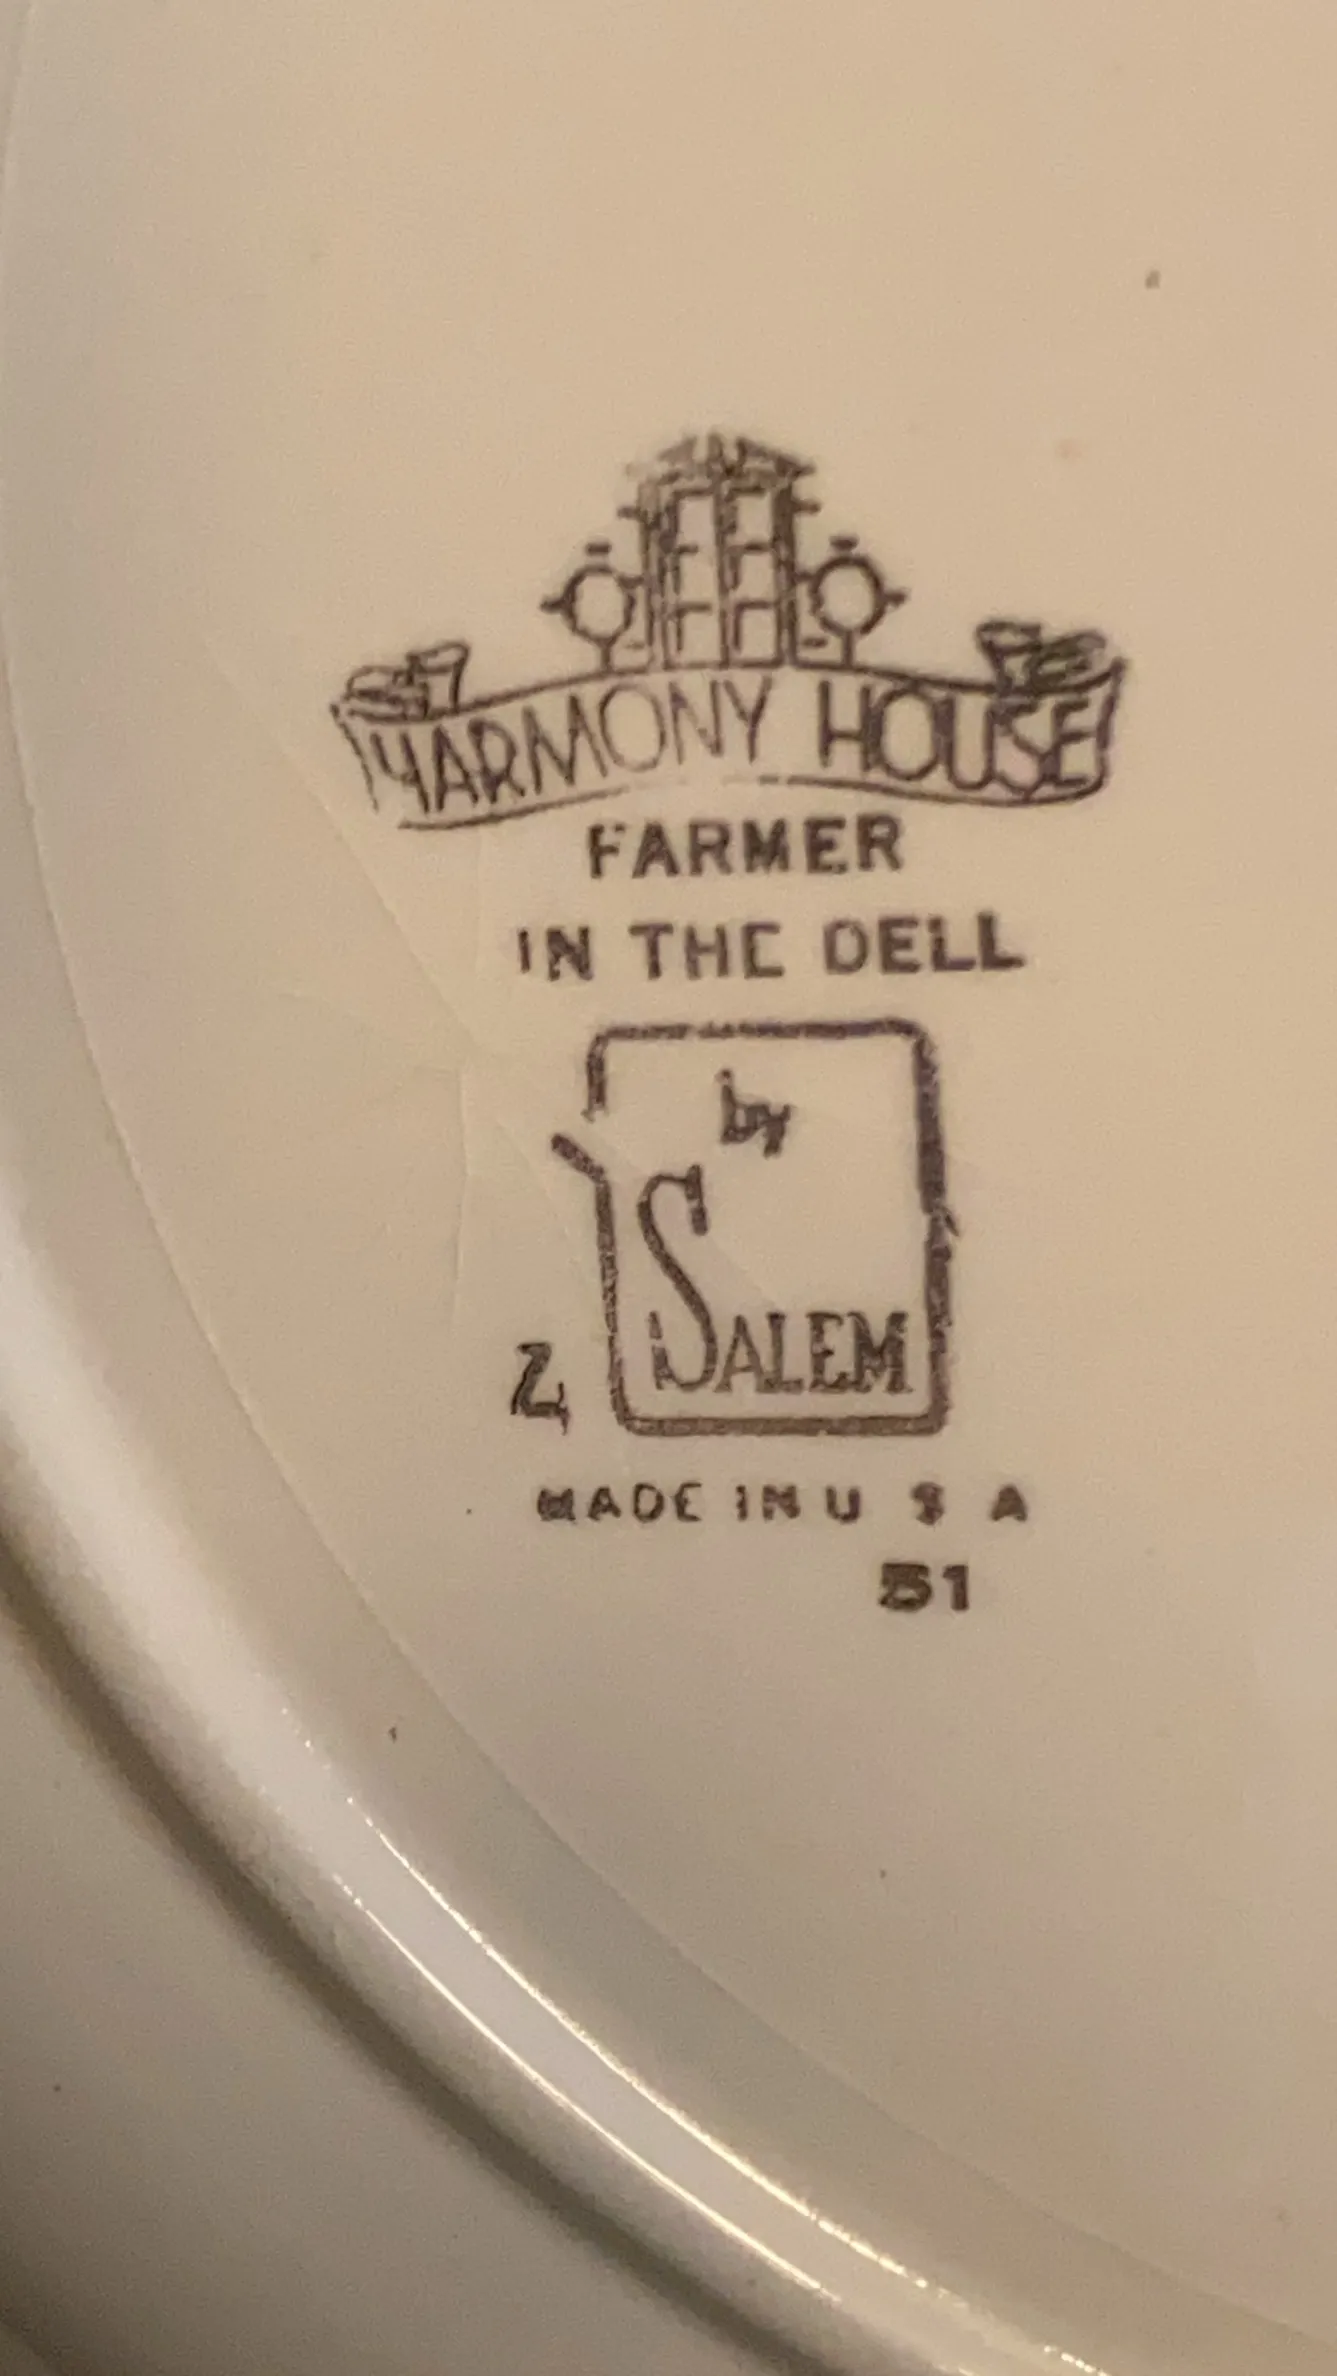 HARMONY HOUSE
FARMER
IN THE DELL
by
SALEM
Z
MADE IN U S A
51